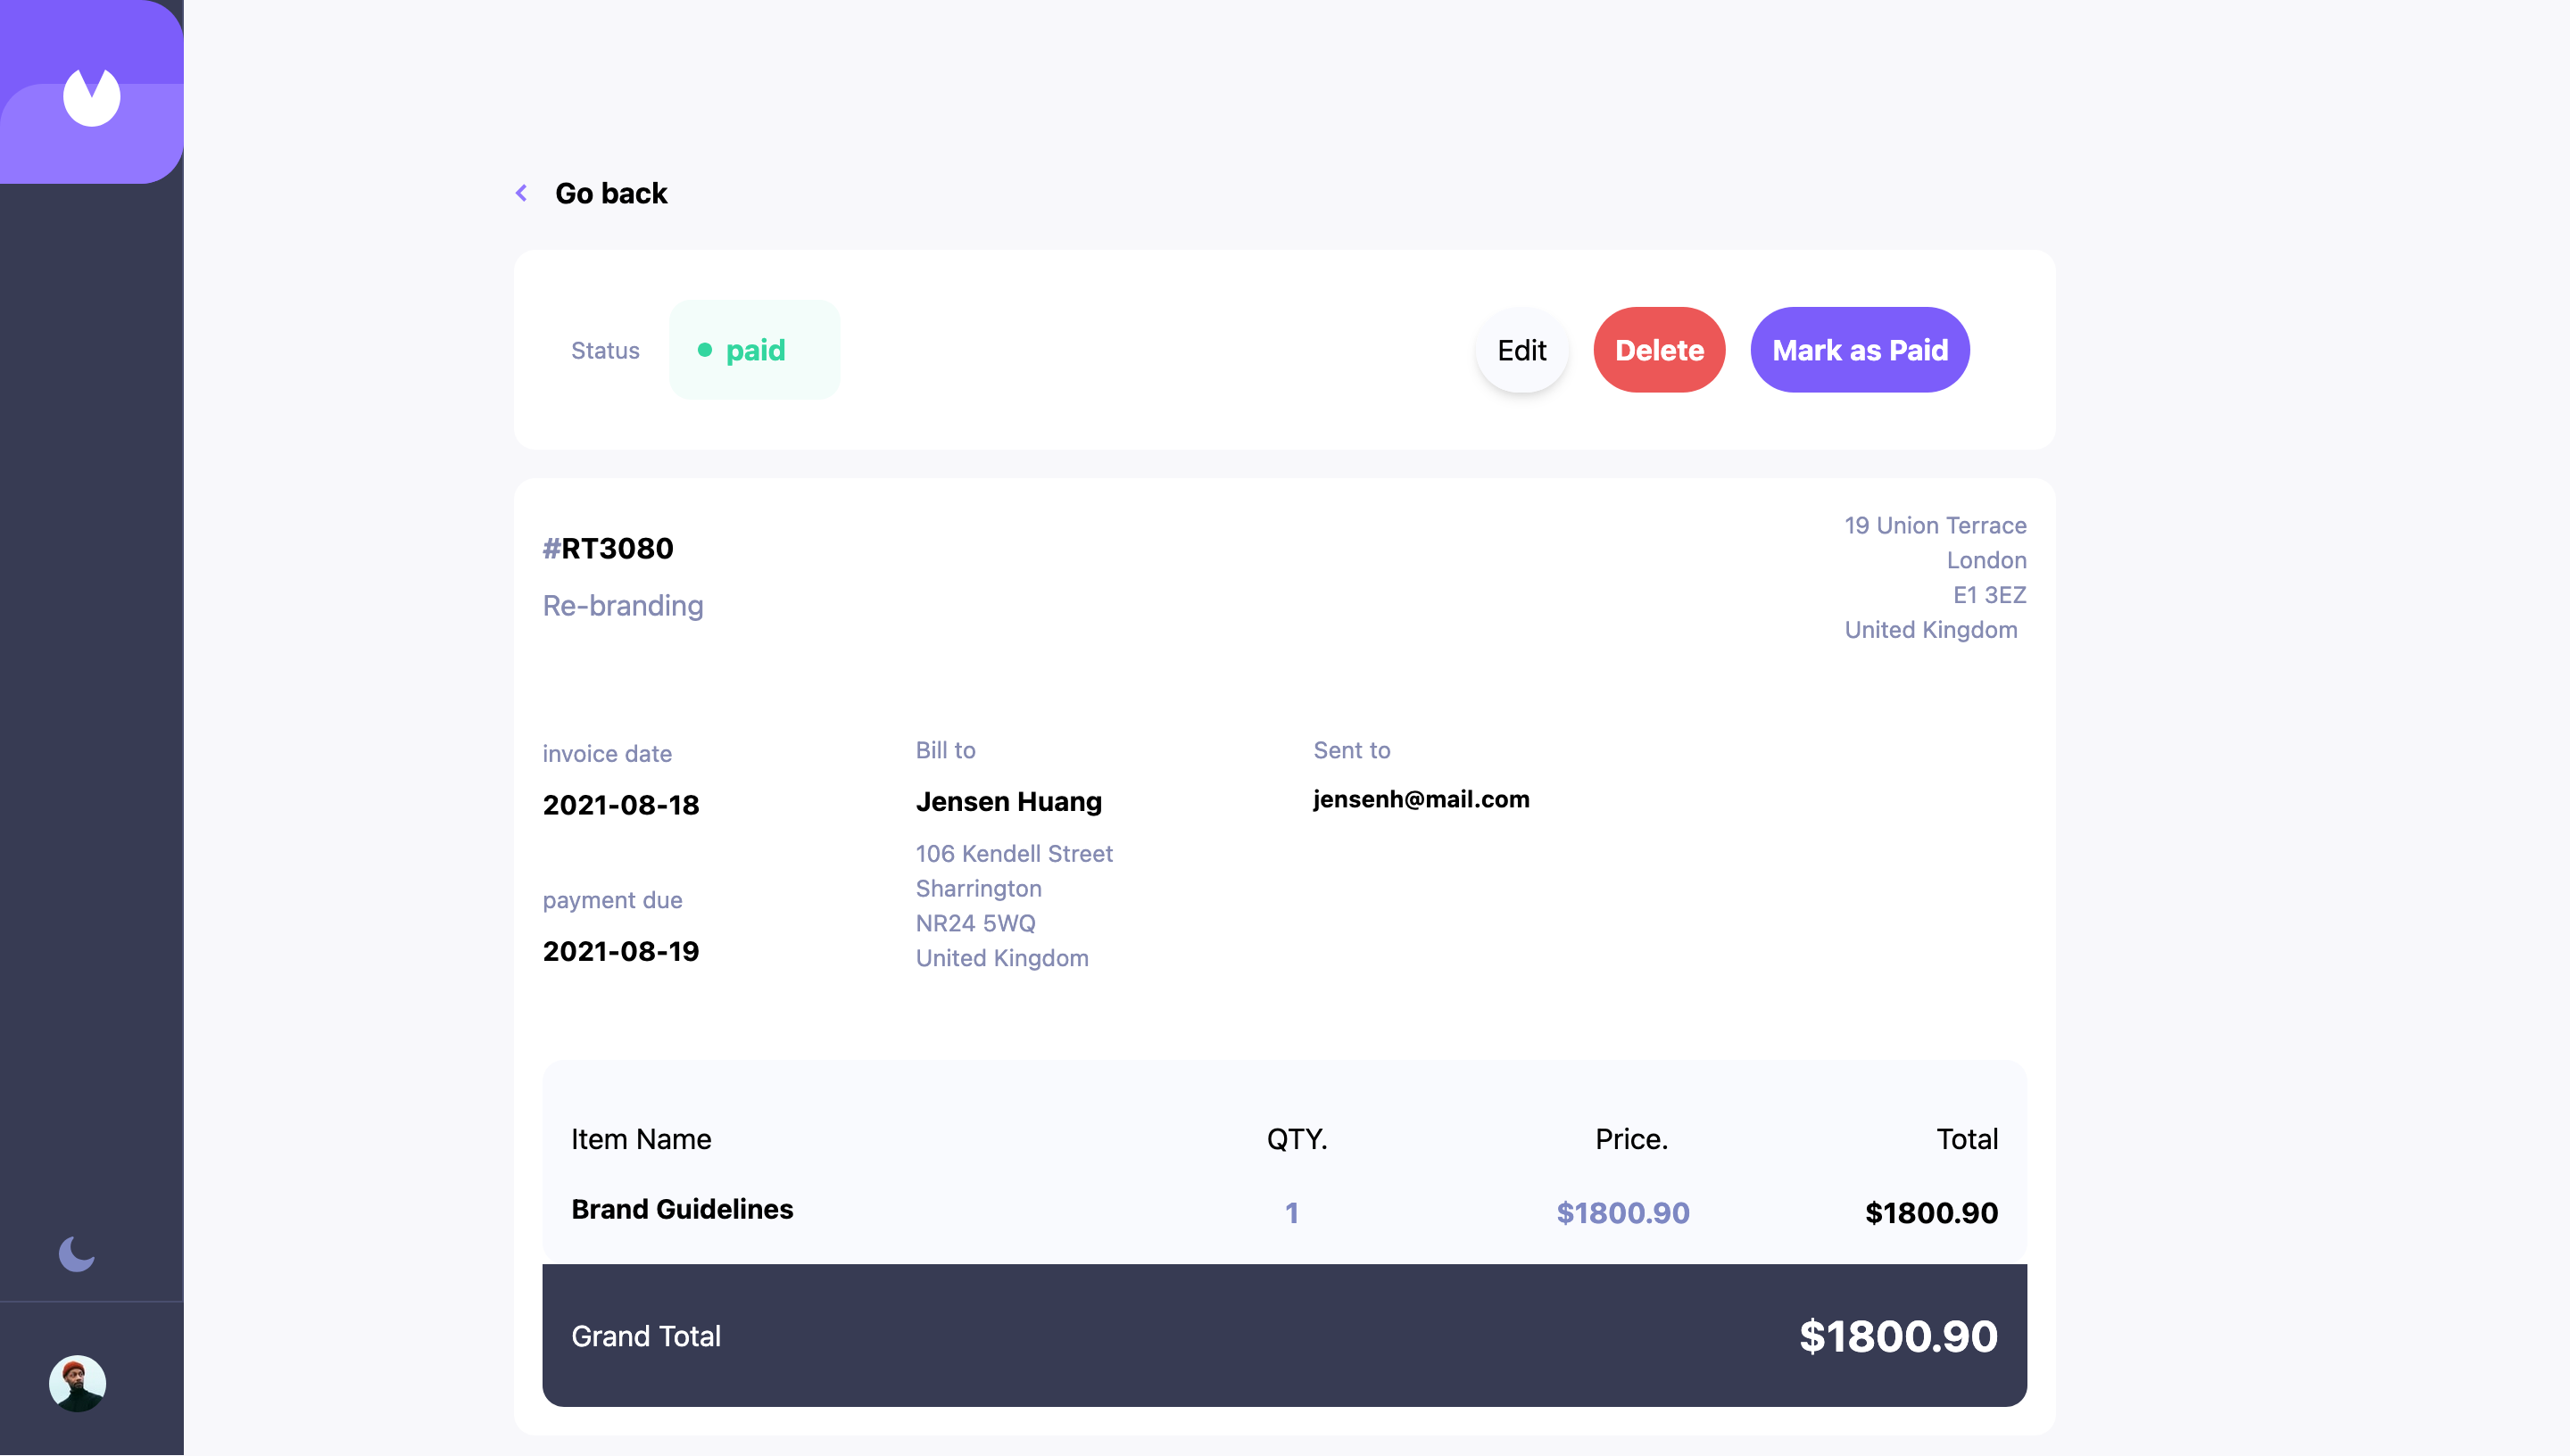 Go back
Status
paid
Edit
Delete
Mark as Paid
#RT3080
Re-branding
19 Union Terrace
London
E1 3EZ
United Kingdom
invoice date
2021-08-18
payment due
2021-08-19
Bill to
Jensen Huang
106 Kendell Street
Sharrington
NR24 5WQ
United Kingdom
Sent to
jensenh@mail.com
Item Name QTY. Price. Total
Brand Guidelines 1 $1800.90 $1800.90
Grand Total $1800.90